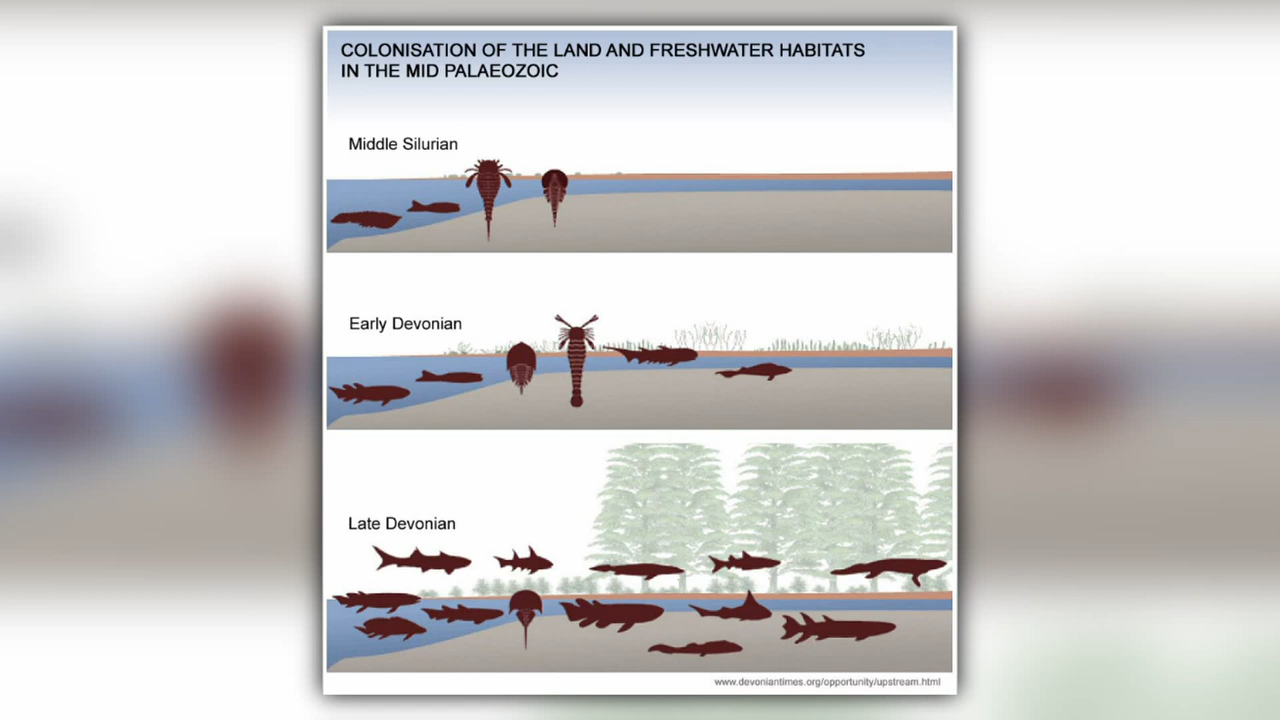 COLONISATION OF THE LAND AND FRESHWATER HABITATS
IN THE MID PALAEOZOIC
Middle Silurian
Early Devonian
Late Devonian
www.devoniantimes.org/opportunity/upstream.html